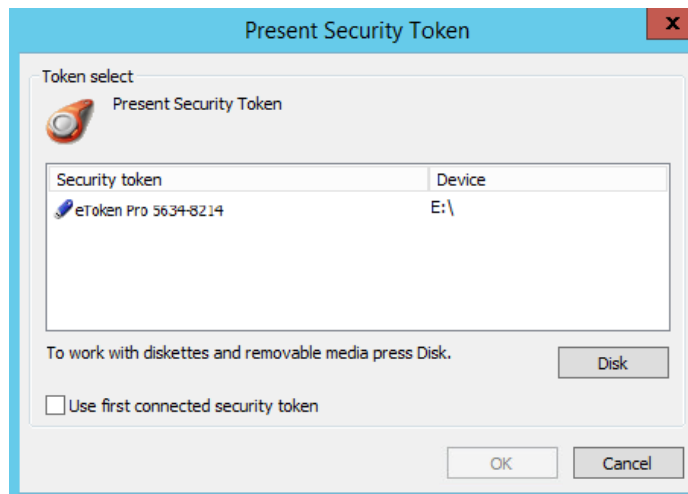 Present Security Token
x
Token select
Present Security Token
Security token Device
eToken Pro 5634-8214 E:\
To work with diskettes and removable media press Disk.
Disk
Use first connected security token
OK Cancel